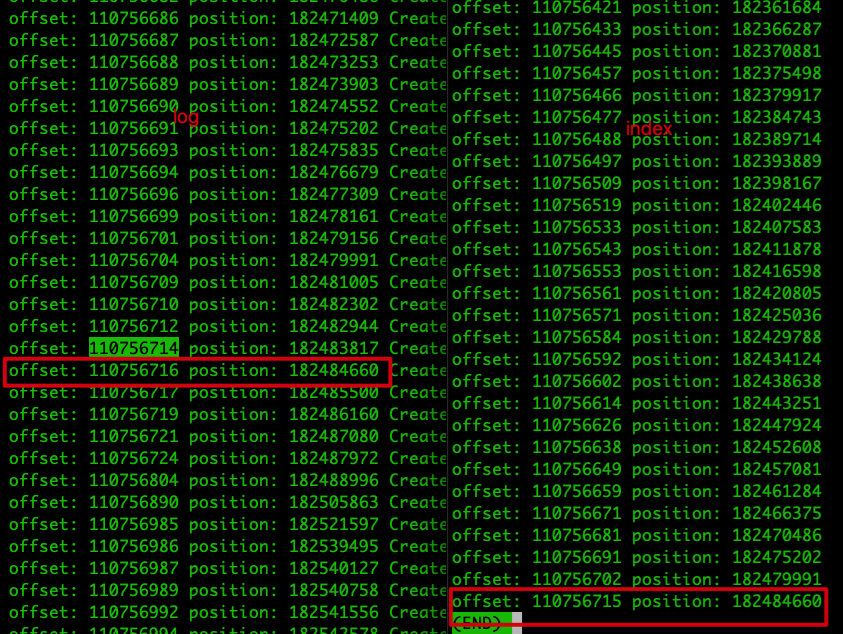 offset: 110756686 position: 182471409 Create
offset: 110756687 position: 182472587 Create
offset: 110756688 position: 182473253 Create
offset: 110756689 position: 182473903 Create
offset: 110756690 position: 182474552 Create
log
offset: 110756691 position: 182475202 Create
offset: 110756693 position: 182475835 Create
offset: 110756694 position: 182476679 Create
offset: 110756696 position: 182477309 Create
offset: 110756699 position: 182478161 Create
offset: 110756701 position: 182479156 Create
offset: 110756704 position: 182479991 Create
offset: 110756709 position: 182481005 Create
offset: 110756710 position: 182482302 Create
offset: 110756712 position: 182482944 Create
offset: 110756714 position: 182483817 Create
offset: 110756716 position: 182484660 Create
offset: 110756717 position: 182485500 Create
offset: 110756719 position: 182486160 Create
offset: 110756721 position: 182487080 Create
offset: 110756724 position: 182487972 Create
offset: 110756804 position: 182488996 Create
offset: 110756890 position: 182505863 Create
offset: 110756985 position: 182521597 Create
offset: 110756986 position: 182539495 Create
offset: 110756987 position: 182540127 Create
offset: 110756989 position: 182540758 Create
offset: 110756992 position: 182541556 Create
offset: 110756421 position: 182361684
offset: 110756433 position: 182366287
offset: 110756445 position: 182370881
offset: 110756457 position: 182375498
offset: 110756466 position: 182379917
offset: 110756477 position: 182384743
index
offset: 110756488 position: 182389714
offset: 110756497 position: 182393889
offset: 110756509 position: 182398167
offset: 110756519 position: 182402446
offset: 110756533 position: 182407583
offset: 110756543 position: 182411878
offset: 110756553 position: 182416598
offset: 110756561 position: 182420805
offset: 110756571 position: 182425036
offset: 110756584 position: 182429788
offset: 110756592 position: 182434124
offset: 110756602 position: 182438638
offset: 110756614 position: 182443251
offset: 110756626 position: 182447924
offset: 110756638 position: 182452608
offset: 110756649 position: 182457081
offset: 110756659 position: 182461284
offset: 110756671 position: 182466375
offset: 110756681 position: 182470486
offset: 110756691 position: 182475202
offset: 110756702 position: 182479991
offset: 110756715 position: 182484660
(END)